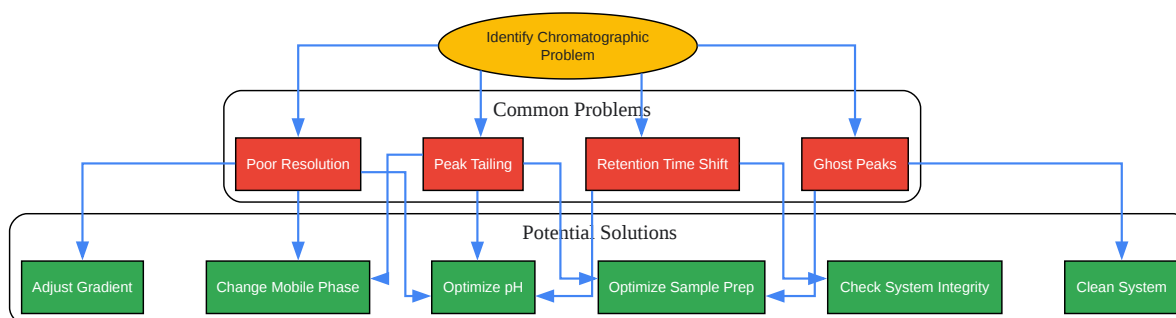 Identify Chromatographic
Problem
Common Problems
Poor Resolution
Peak Tailing
Retention Time Shift
Ghost Peaks
Potential Solutions
Adjust Gradient
Change Mobile Phase
Optimize pH
Optimize Sample Prep
Check System Integrity
Clean System